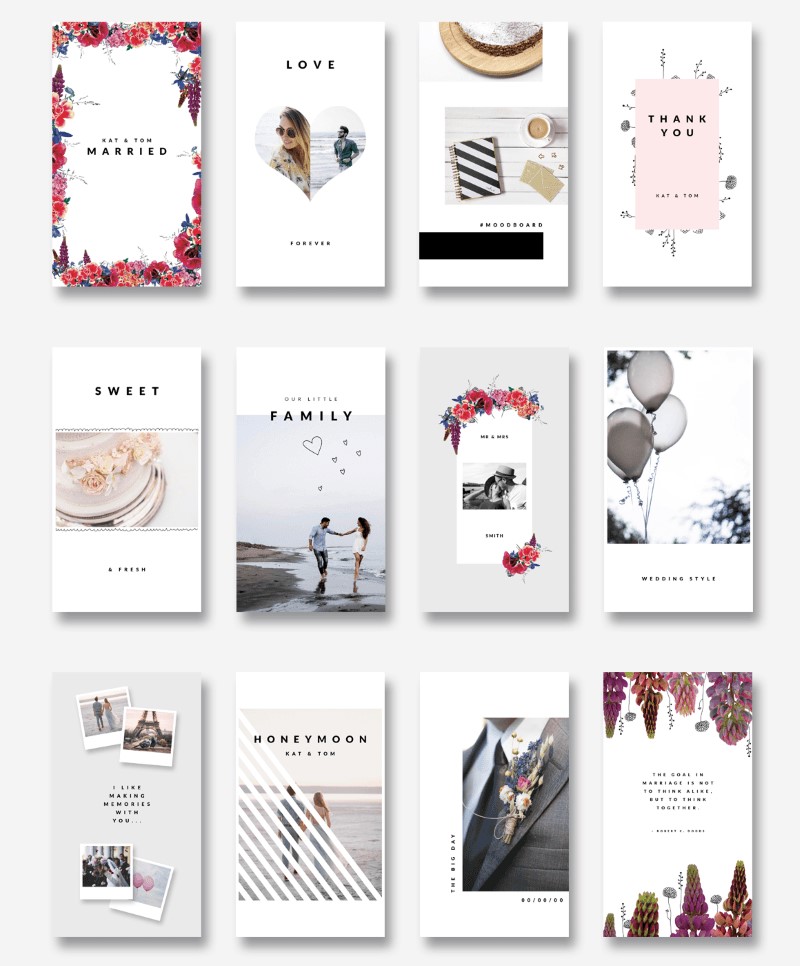 KAT & TOM
MARRIED
LOVE
FOREVER
#MOODBOARD
THANK
YOU
KAT & TOM
SWEET
& FRESH
OUR LITTLE
FAMILY
MR & MRS
SMITH
WEDDING STYLE
I LIKE
MAKING
MEMORIES
WITH
YOU...
HONEYMOON
KAT & TOM
THE BIG DAY
00/00/00
THE GOAL IN
MARRIAGE IS NOT
TO THINK ALIKE,
BUT TO THINK
TOGETHER.
- ROBERT C. DODDS